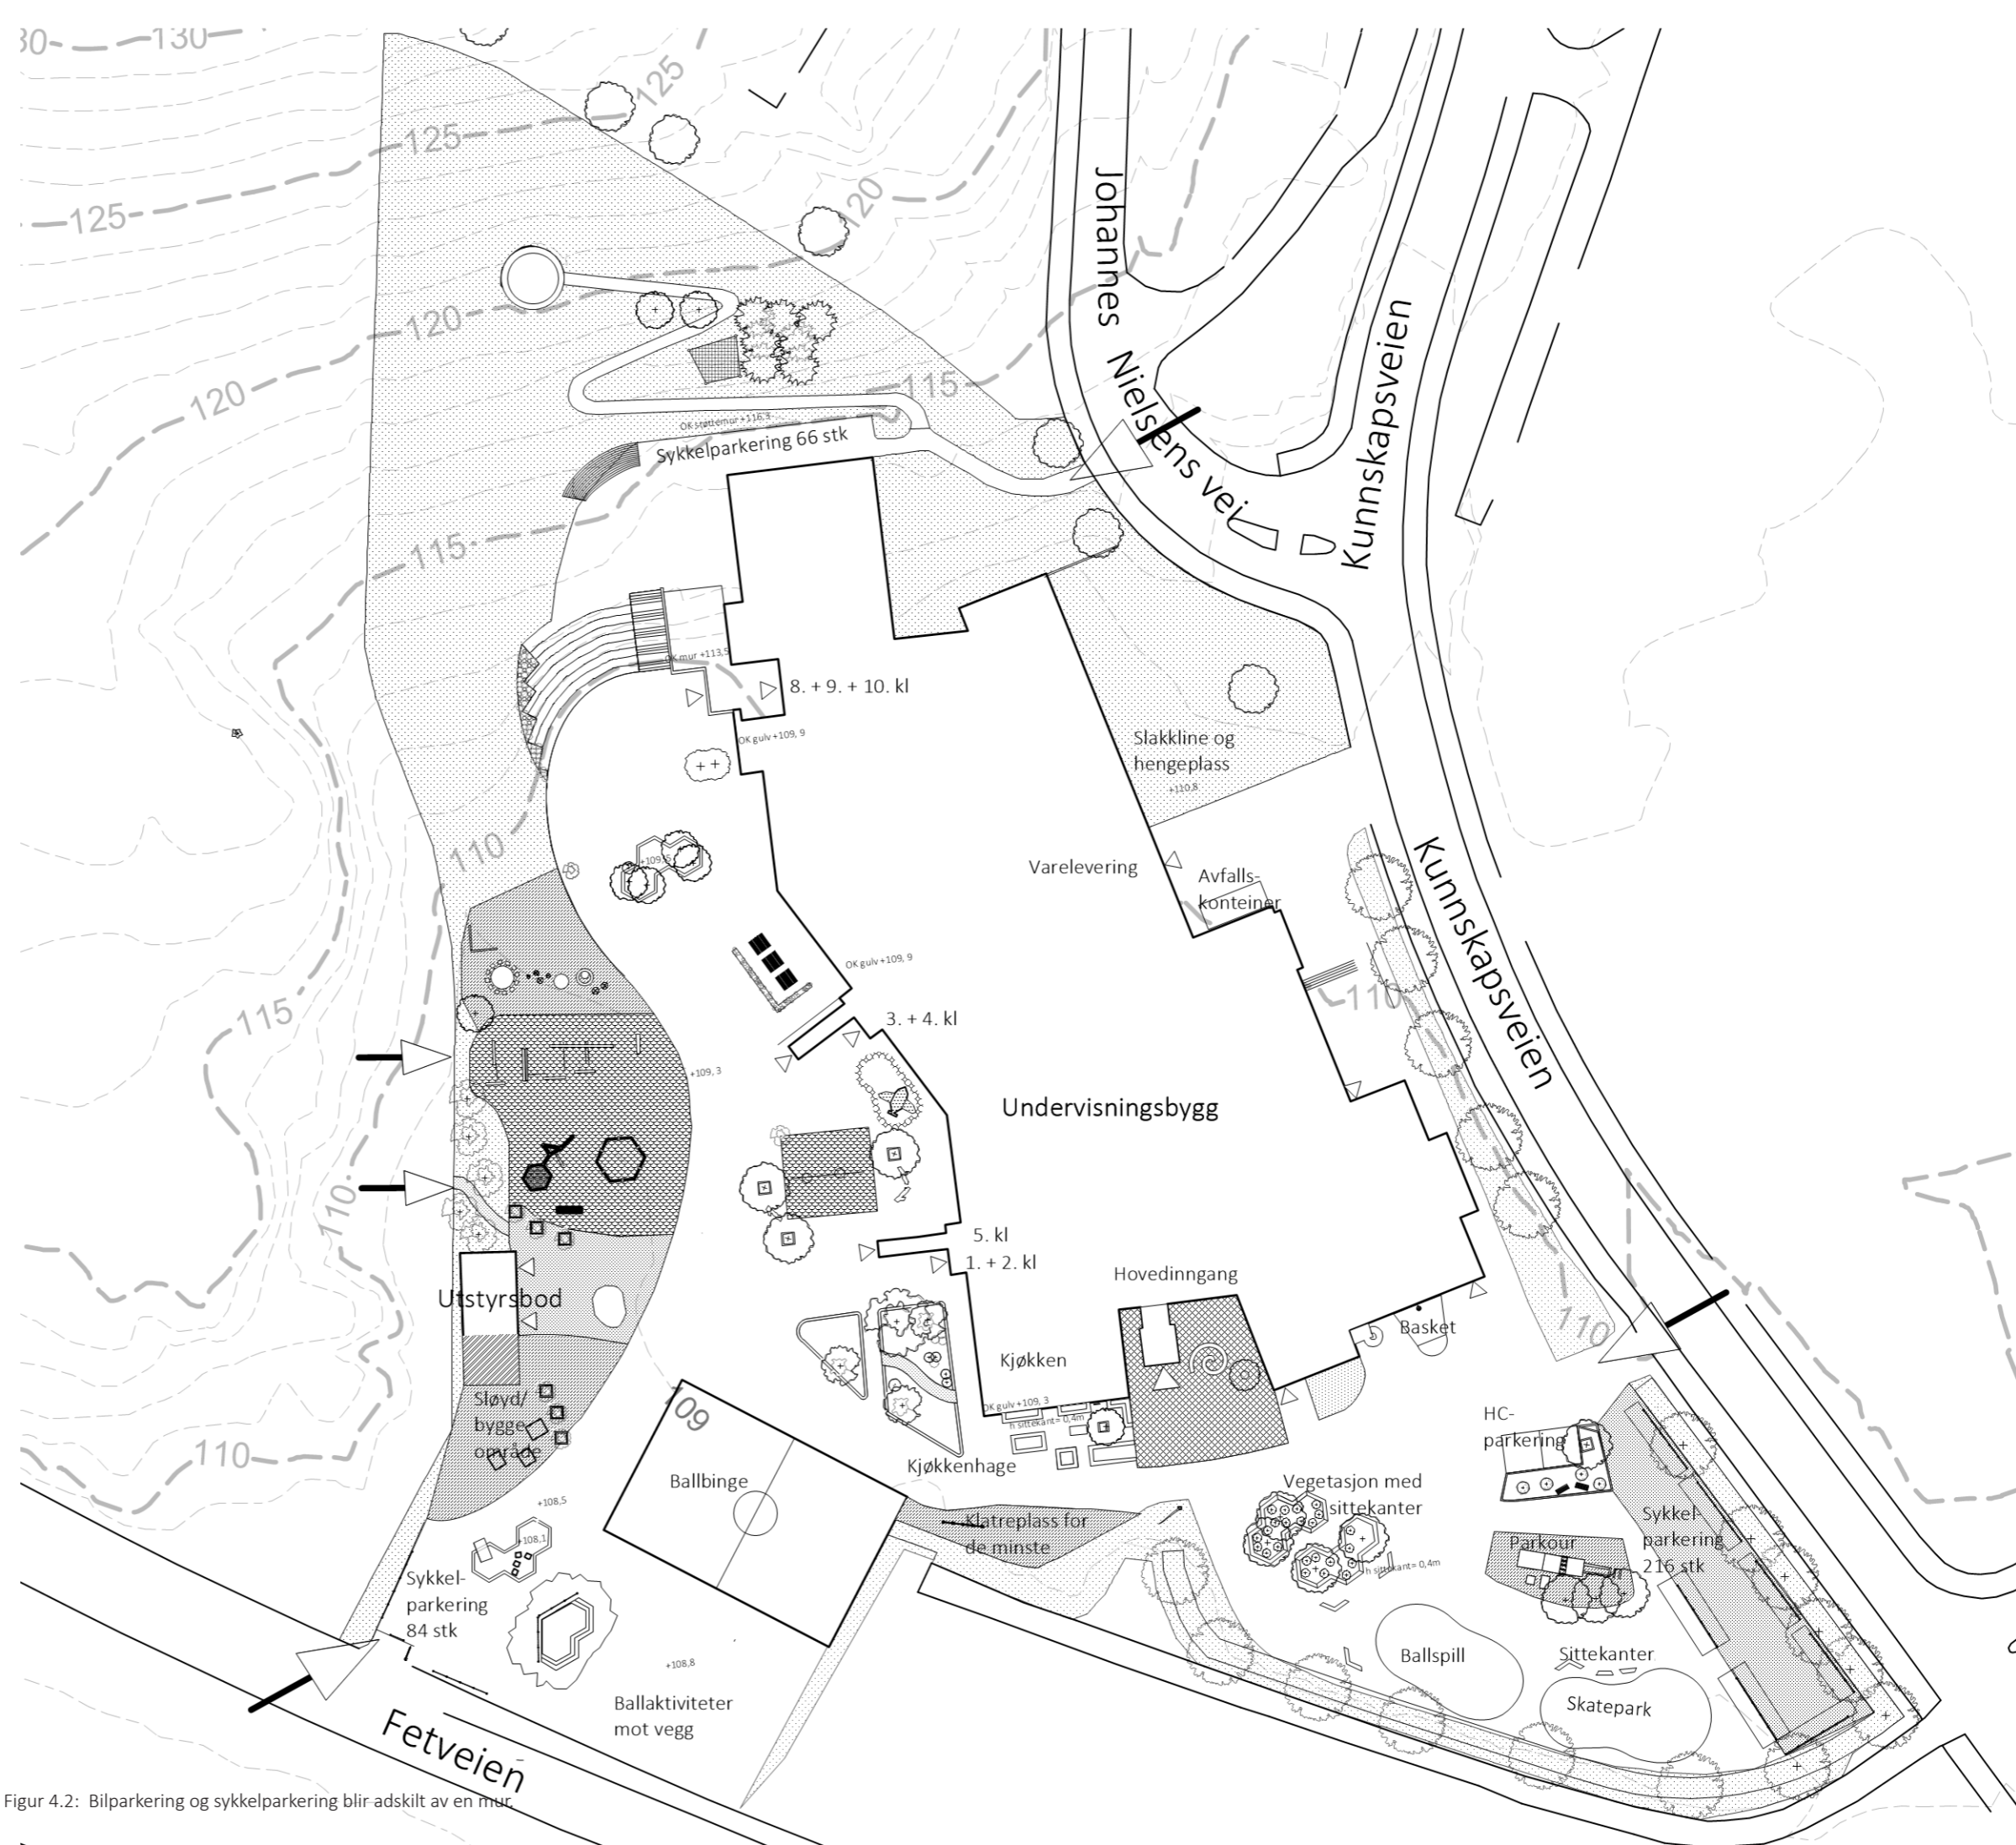 30
130
125
125
125
120
120
120
115
Johannes
Nielsens vei
Kunnskapsveien
OK støttemur +116,3
Sykkelparkering 66 stk
115
OK mur +113,5
8. + 9. + 10. kl
OK gulv +109, 9
Slakkline og
hengeplass
+110,8
110
+109,5
Varelevering
Avfalls-
konteiner
Kunnskapsveien
OK gulv +109, 9
110
115
3. + 4. kl
+109, 3
Undervisningsbygg
110
5. kl
1. + 2. kl
Hovedinngang
Utstyrsbod
Basket
110
Kjøkken
Sløyd/
bygge-
område
109
OK gulv +109, 3
h sittekant= 0,4m
HC-
parkering
110
Kjøkkenhage
Ballbinge
Vegetasjon med
sittekanter
+108,5
+108,1
Klatreplass for
de minste
Parkour
Sykkel-
parkering
216 stk
h sittekant= 0,4m
Sykkel-
parkering
84 stk
+108,8
Ballspill
Sittekanter
Skatepark
Ballaktiviteter
mot vegg
Fetveien
Figur 4.2: Bilparkering og sykkelparkering blir adskilt av en mur.